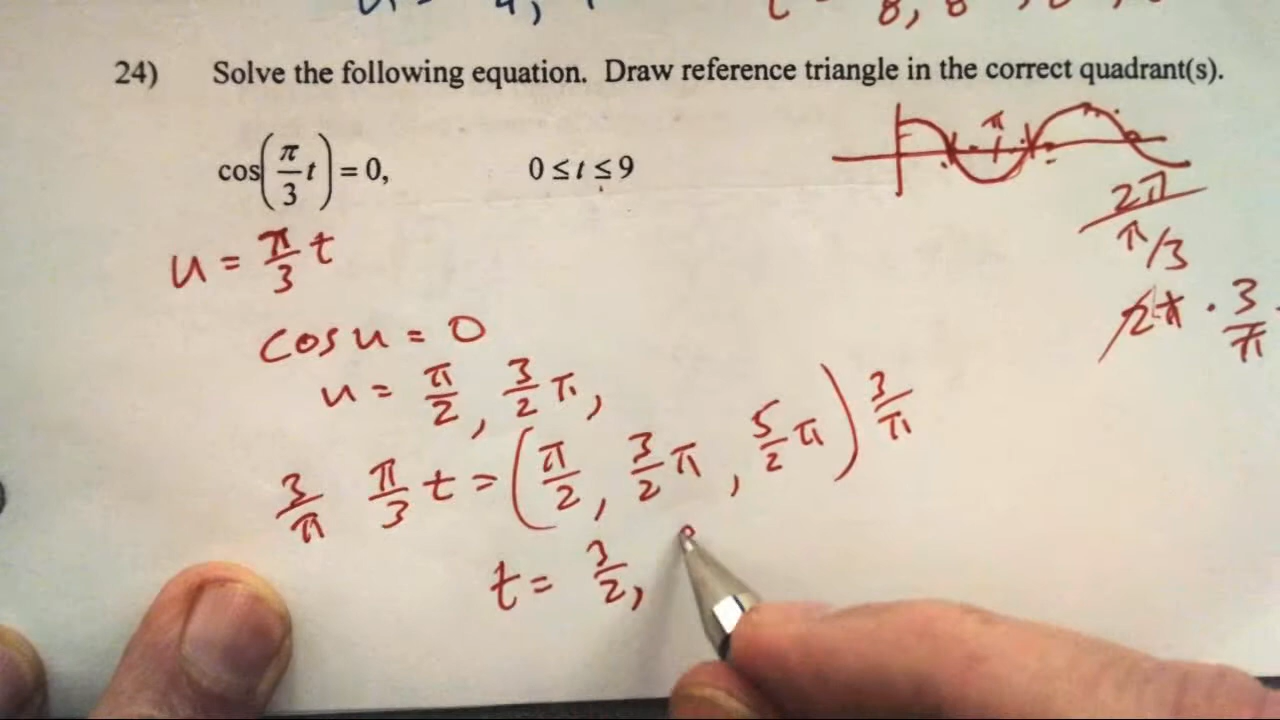 24) Solve the following equation. Draw reference triangle in the correct quadrant(s).
cos(π/3 t) = 0, 0 ≤ t ≤ 9
π
2π
π/3
u = π/3 t
2π · 3/π
cos u = 0
u = π/2, 3/2 π,
3/π π/3 t = (π/2, 3/2 π, 5/2 π) 3/π
t = 3/2,